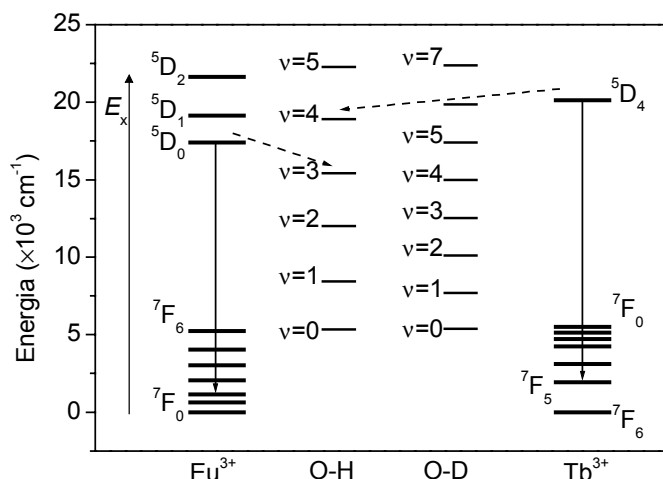 25
20
15
10
5
0
Energia (×10³ cm⁻¹)
Eₓ
⁵D₂
⁵D₁
⁵D₀
⁷F₆
⁷F₀
ν=5
ν=4
ν=3
ν=2
ν=1
ν=0
ν=7
ν=5
ν=4
ν=3
ν=2
ν=1
ν=0
⁵D₄
⁷F₀
⁷F₅
⁷F₆
Eu³⁺ O-H O-D Tb³⁺